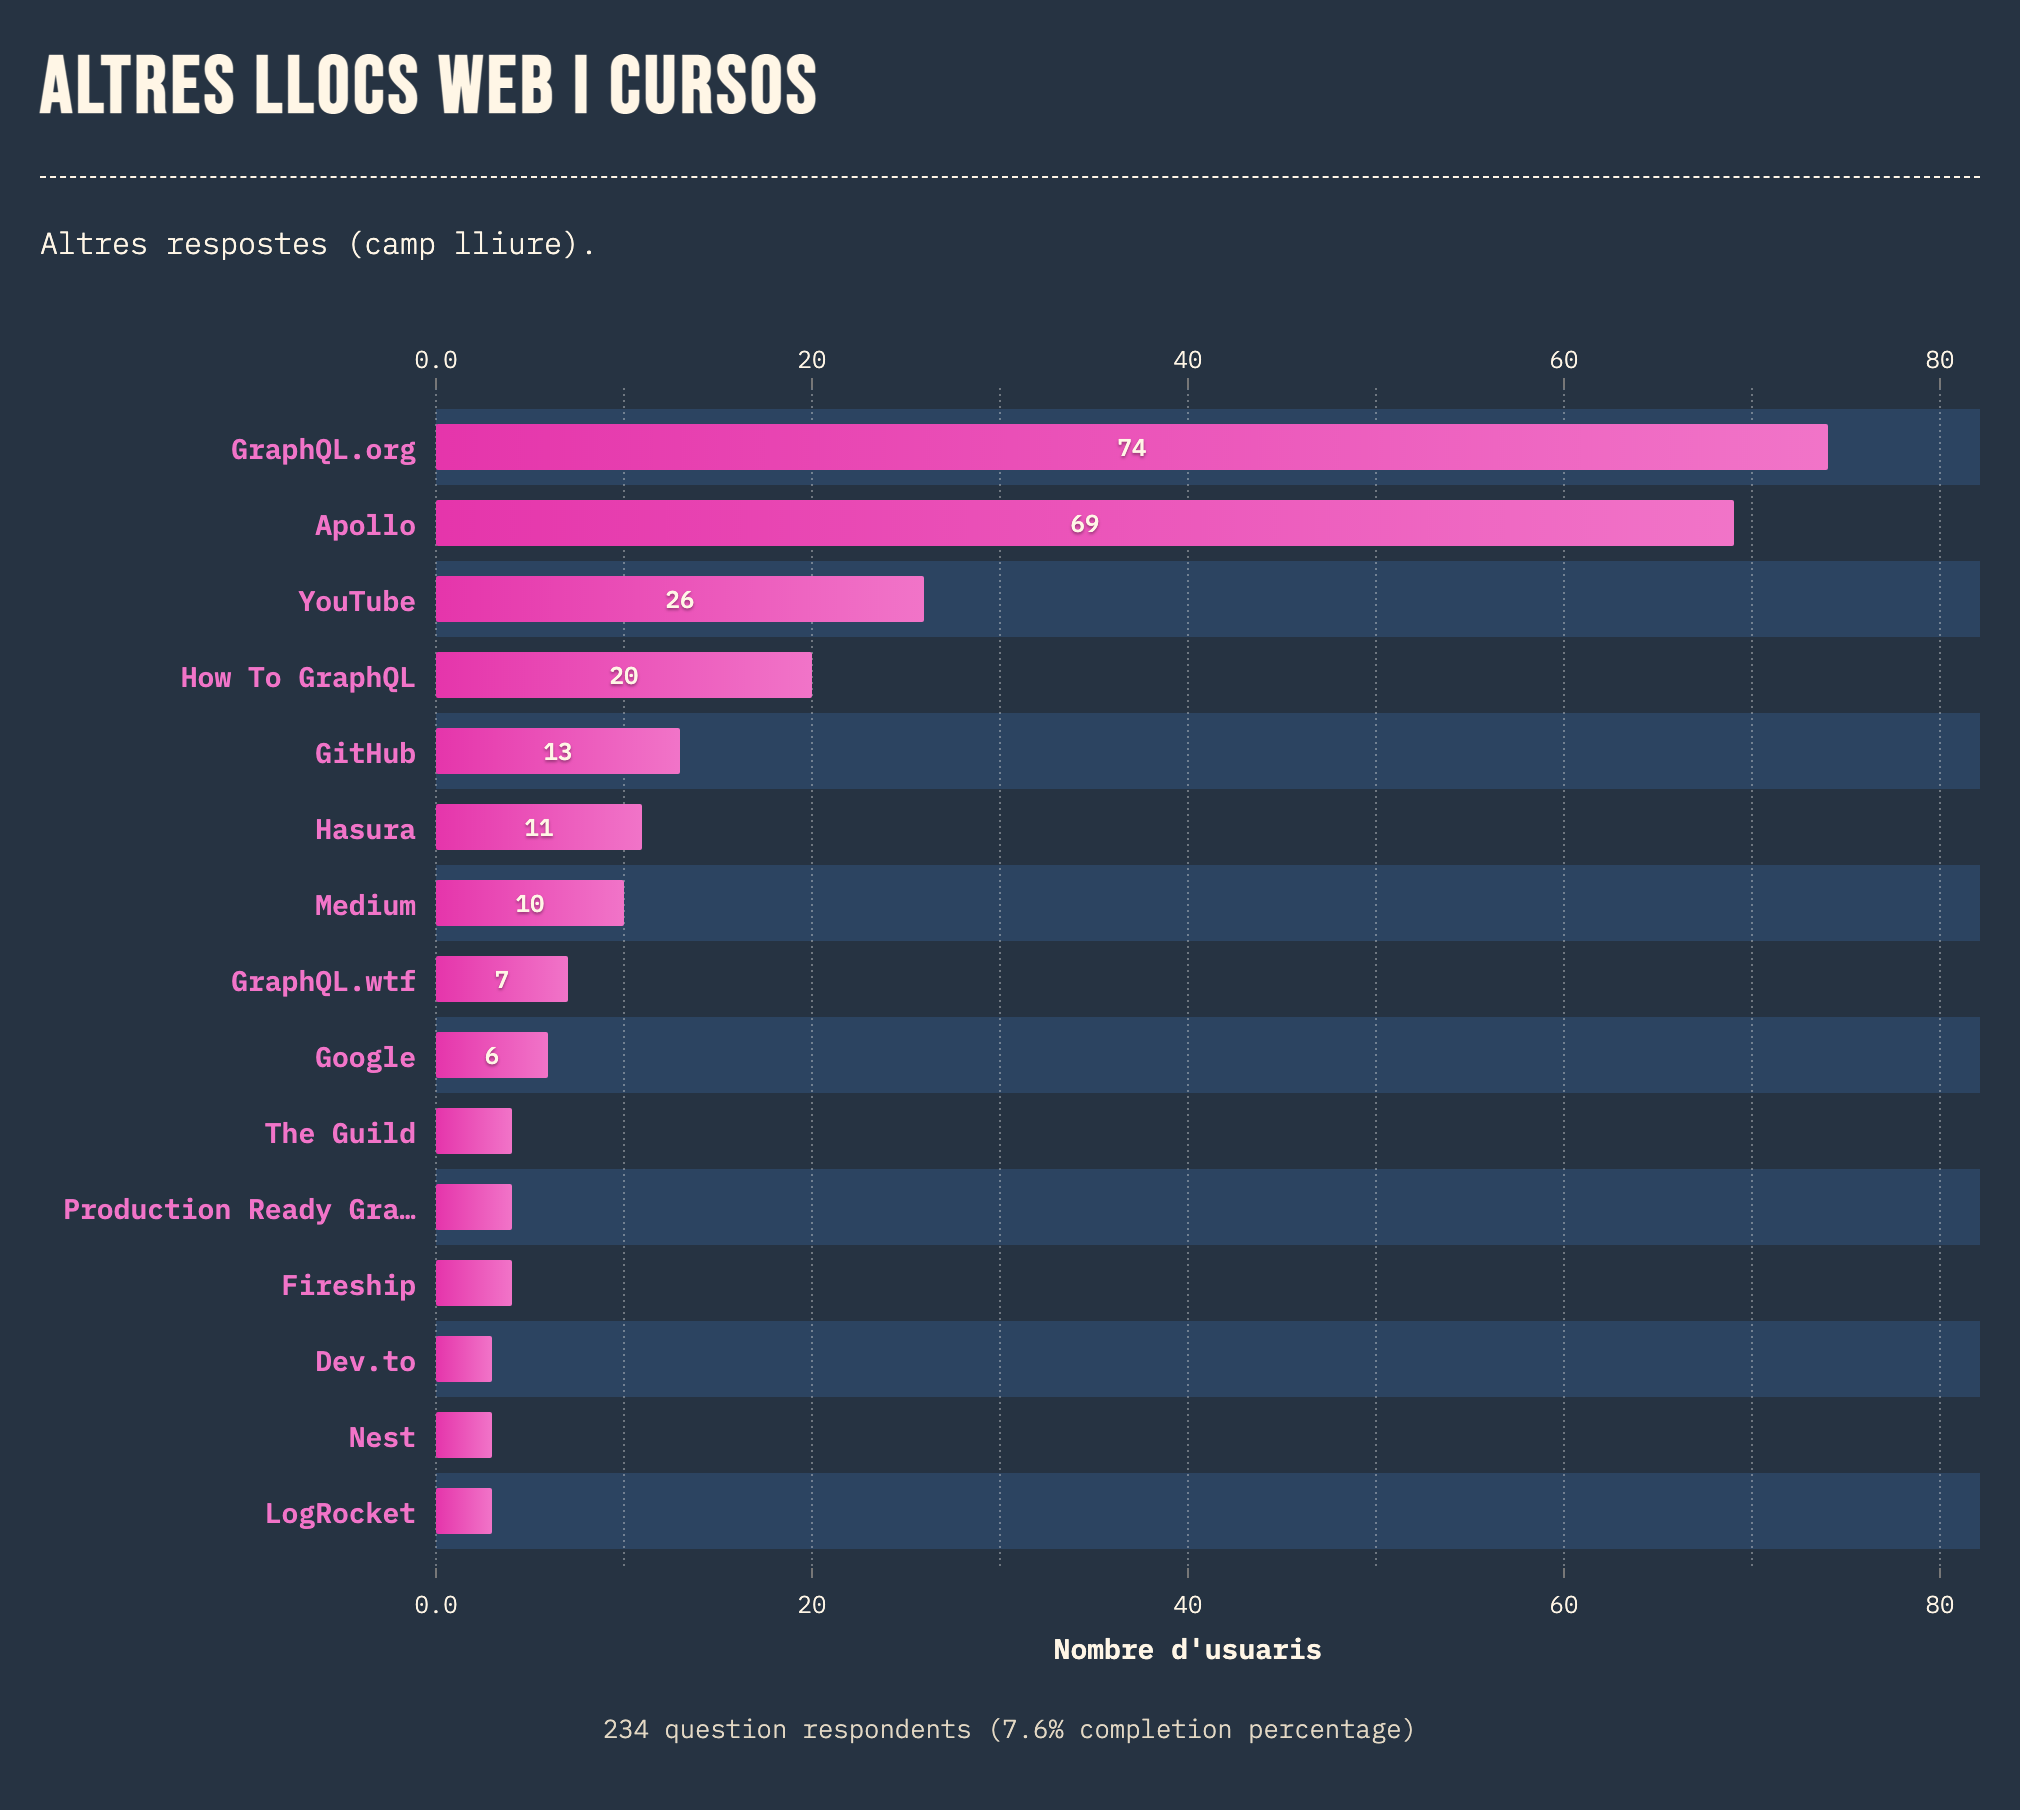 ALTRES LLOCS WEB I CURSOS
Altres respostes (camp lliure).
0.0 20 40 60 80
GraphQL.org 74
Apollo 69
YouTube 26
How To GraphQL 20
GitHub 13
Hasura 11
Medium 10
GraphQL.wtf 7
Google 6
The Guild
Production Ready Gra…
Fireship
Dev.to
Nest
LogRocket
0.0 20 40 60 80
Nombre d'usuaris
234 question respondents (7.6% completion percentage)